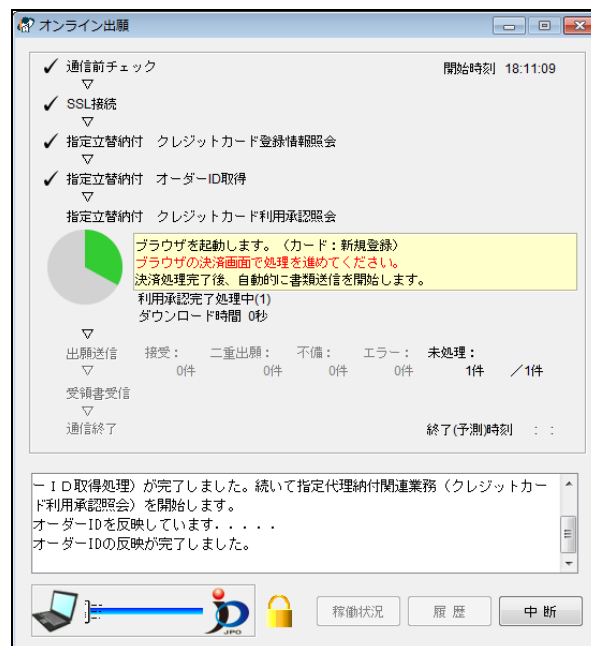 オンライン出願
✓ 通信前チェック 開始時刻 18:11:09
▽
✓ SSL接続
▽
✓ 指定立替納付 クレジットカード登録情報照会
▽
✓ 指定立替納付 オーダーID取得
▽
指定立替納付 クレジットカード利用承認照会
ブラウザを起動します。（カード：新規登録）
ブラウザの決済画面で処理を進めてください。
決済処理完了後、自動的に書類送信を開始します。
利用承認完了処理中(1)
ダウンロード時間 0秒
▽
出願送信 接受： 二重出願： 不備： エラー： 未処理：
▽ 0件 0件 0件 0件 1件 ／1件
受領書受信
▽
通信終了 終了(予測)時刻 ： ：
ーＩＤ取得処理）が完了しました。続いて指定代理納付関連業務（クレジットカー
ド利用承認照会）を開始します。
オーダーIDを反映しています．．．．．
オーダーIDの反映が完了しました。
JPO
稼働状況 履 歴 中 断